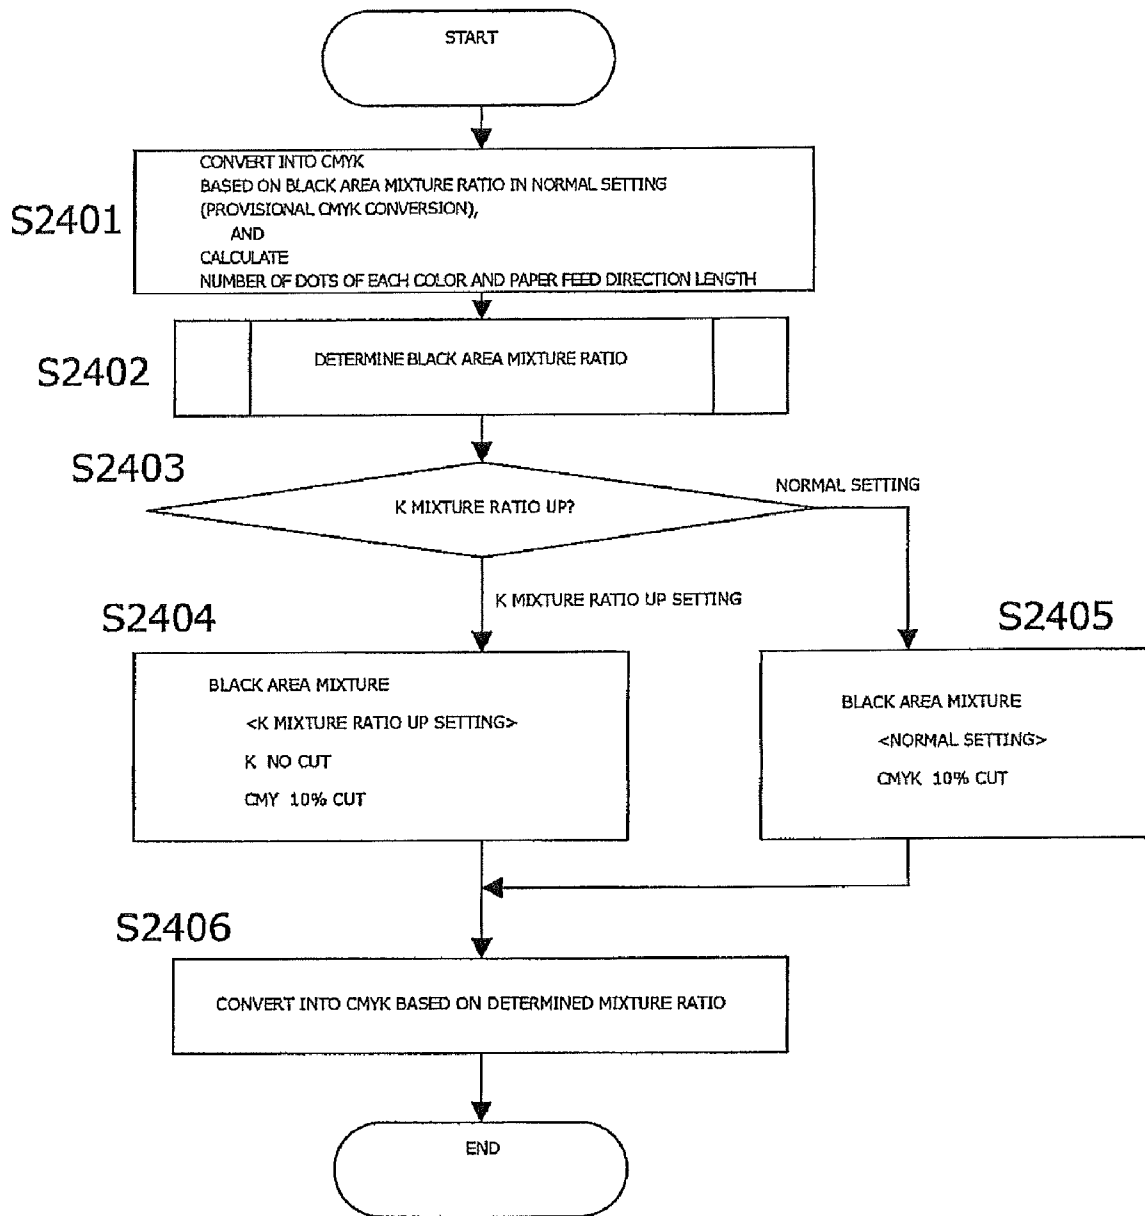 START
S2401
CONVERT INTO CMYK
BASED ON BLACK AREA MIXTURE RATIO IN NORMAL SETTING
(PROVISIONAL CMYK CONVERSION),
AND
CALCULATE
NUMBER OF DOTS OF EACH COLOR AND PAPER FEED DIRECTION LENGTH
S2402
DETERMINE BLACK AREA MIXTURE RATIO
S2403
K MIXTURE RATIO UP?
NORMAL SETTING
K MIXTURE RATIO UP SETTING
S2404
BLACK AREA MIXTURE
<K MIXTURE RATIO UP SETTING>
K NO CUT
CMY 10% CUT
S2405
BLACK AREA MIXTURE
<NORMAL SETTING>
CMYK 10% CUT
S2406
CONVERT INTO CMYK BASED ON DETERMINED MIXTURE RATIO
END